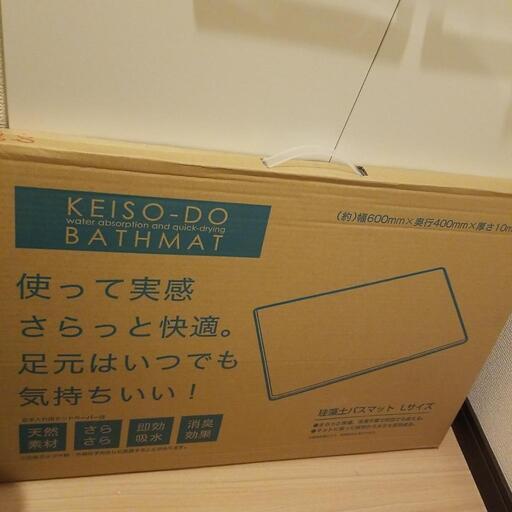 KEISO-DO
water absorption and quick-drying
BATHMAT
(約)幅600mm×奥行400mm×厚さ10m
使って実感
さらっと快適。
足元はいつでも
気持ちいい！
天然
素材
さら
さら
即効
吸水
消臭
効果
珪藻土バスマット Lサイズ